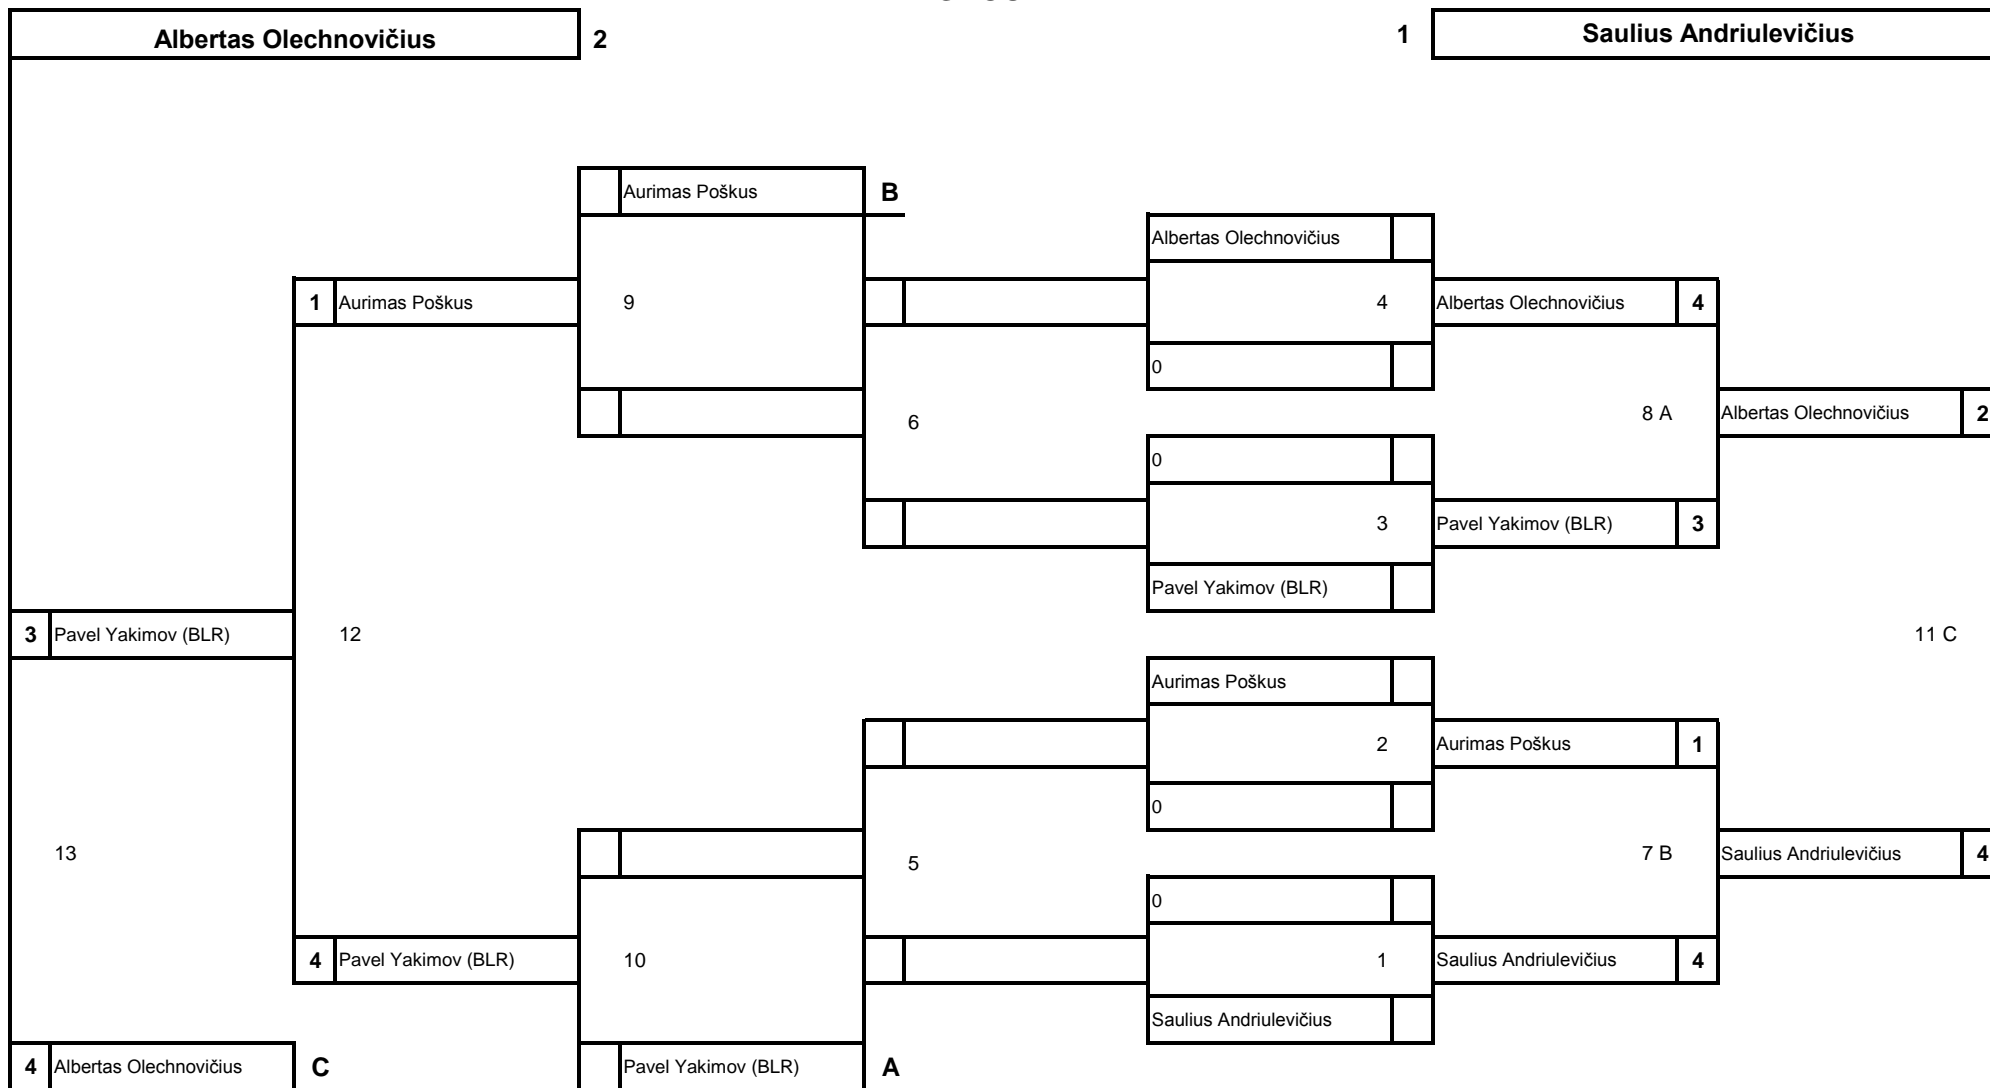 Albertas Olechnovičius 2 1 Saulius Andriulevičius
Aurimas Poškus B
Albertas Olechnovičius
1 Aurimas Poškus 9 4 Albertas Olechnovičius 4
0
6 8 A Albertas Olechnovičius 2
0
3 Pavel Yakimov (BLR) 3
Pavel Yakimov (BLR)
3 Pavel Yakimov (BLR) 12 11 C
Aurimas Poškus
2 Aurimas Poškus 1
0
13 5 7 B Saulius Andriulevičius 4
0
4 Pavel Yakimov (BLR) 10 1 Saulius Andriulevičius 4
Saulius Andriulevičius
4 Albertas Olechnovičius C Pavel Yakimov (BLR) A